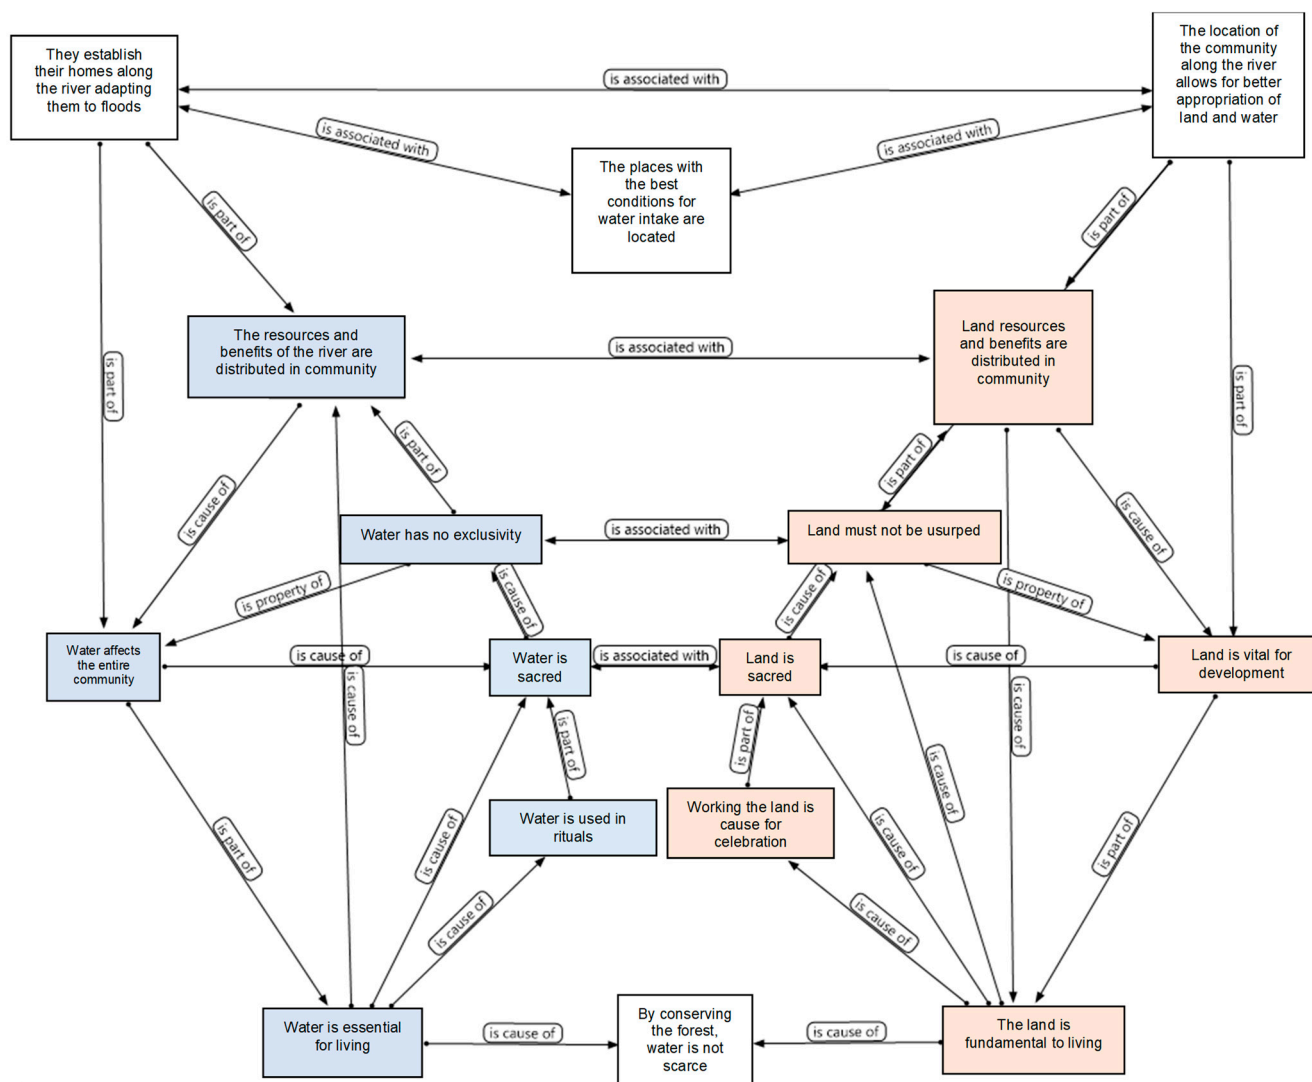 They establish
their homes along
the river adapting
them to floods
is associated with
The location of
the community
along the river
allows for better
appropriation of
land and water
is associated with
is associated with
The places with
the best
conditions for
water intake are
located
is part of
is part of
is part of
is part of
The resources and
benefits of the river are
distributed in community
is associated with
Land resources
and benefits are
distributed in
community
is part of
is part of
is cause of
is cause of
Water has no exclusivity
is associated with
Land must not be usurped
is property of
is cause of
is cause of
is property of
Water affects
the entire
community
is cause of
Water is
sacred
is associated with
Land is
sacred
is cause of
Land is vital for
development
is cause of
is cause of
is part of
is part of
Water is used in
rituals
Working the land is
cause for
celebration
is cause of
is part of
is cause of
is cause of
is part of
is cause of
is cause of
Water is essential
for living
is cause of
By conserving
the forest,
water is not
scarce
is cause of
The land is
fundamental to living